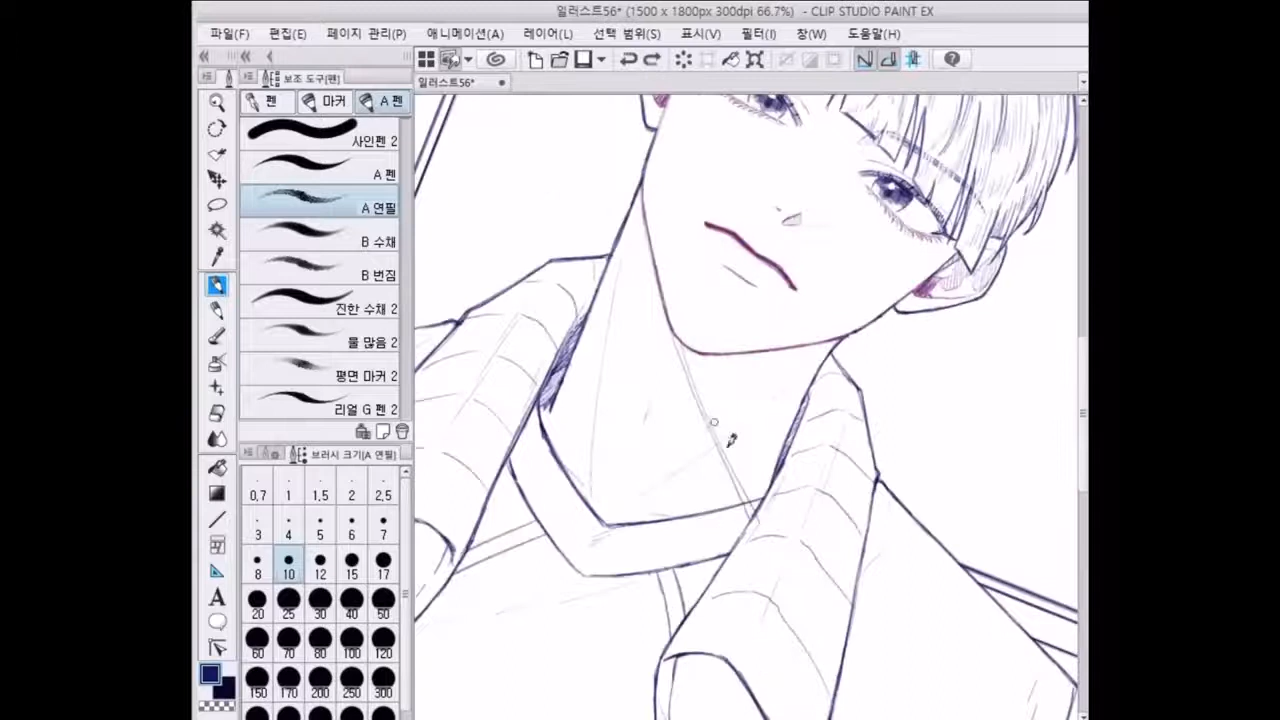 일러스트56* (1500 x 1800px 300dpi 66.7%) - CLIP STUDIO PAINT EX
파일(F) 편집(E) 페이지 관리(P) 애니메이션(A) 레이어(L) 선택 범위(S) 표시(V) 필터(I) 창(W) 도움말(H)
보조 도구[펜]
일러스트56*
펜 마커 A 펜
사인펜 2
A 펜
A 연필
B 수채
B 번짐
진한 수채 2
물 많음 2
평면 마커 2
리얼 G 펜 2
브러시 크기[A 연필]
0.7 1 1.5 2 2.5
3 4 5 6 7
8 10 12 15 17
20 25 30 40 50
60 70 80 100 120
150 170 200 250 300